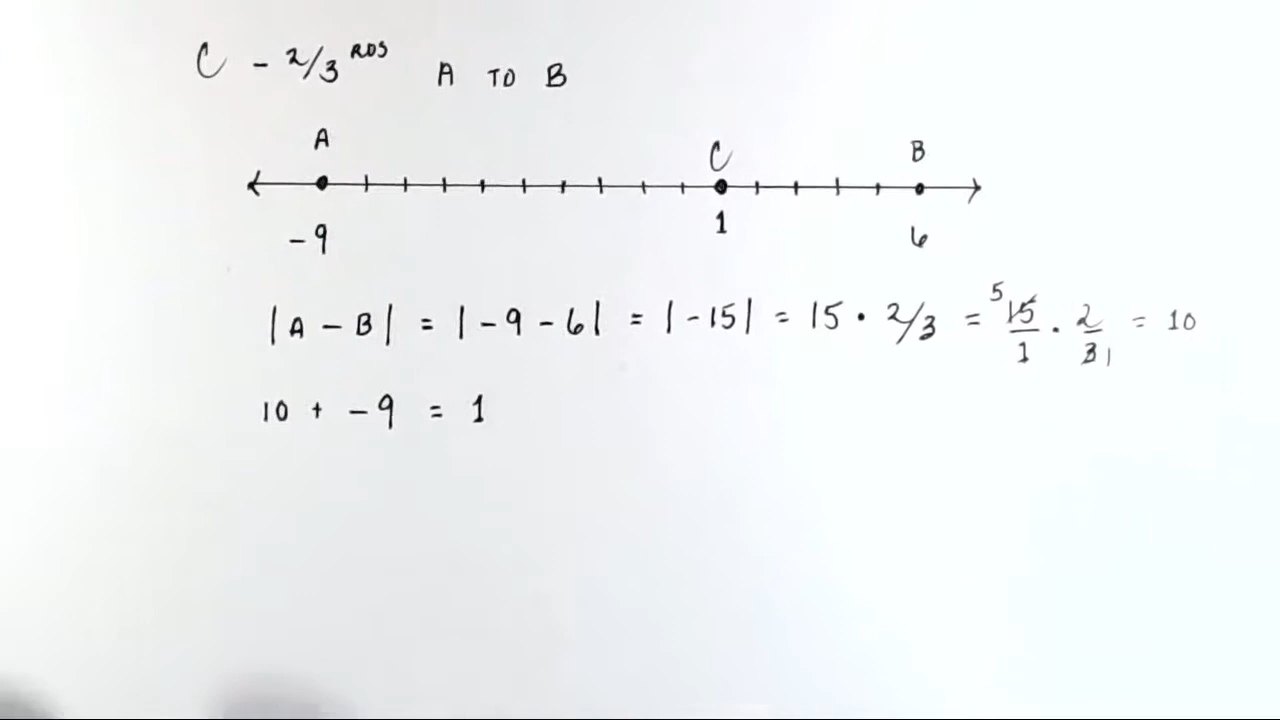 C - 2/3 RDS A TO B
A C B
-9 1 6
|A - B| = |-9 - 6| = |-15| = 15 · 2/3 = 5 15/1 · 2/3 1 = 10
10 + -9 = 1